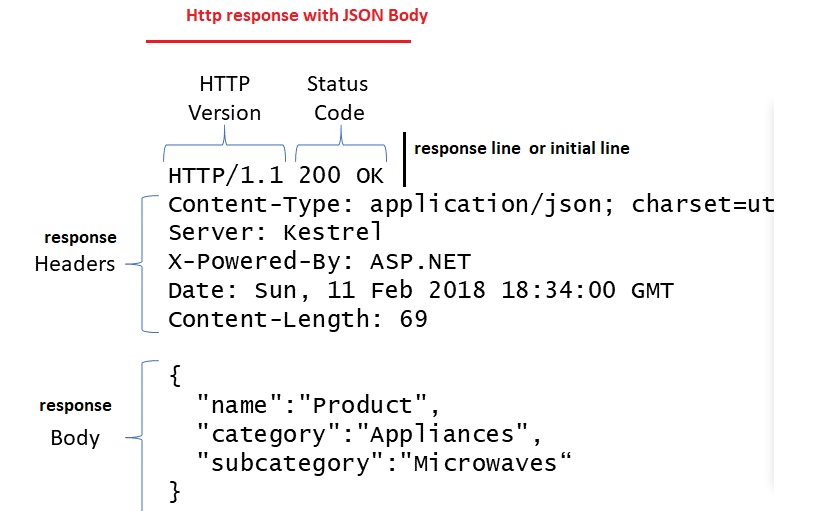 Http response with JSON Body
HTTP Version
Status Code
response line or initial line
HTTP/1.1 200 OK
response Headers
Content-Type: application/json; charset=ut
Server: Kestrel
X-Powered-By: ASP.NET
Date: Sun, 11 Feb 2018 18:34:00 GMT
Content-Length: 69
response Body
{
"name":"Product",
"category":"Appliances",
"subcategory":"Microwaves“
}